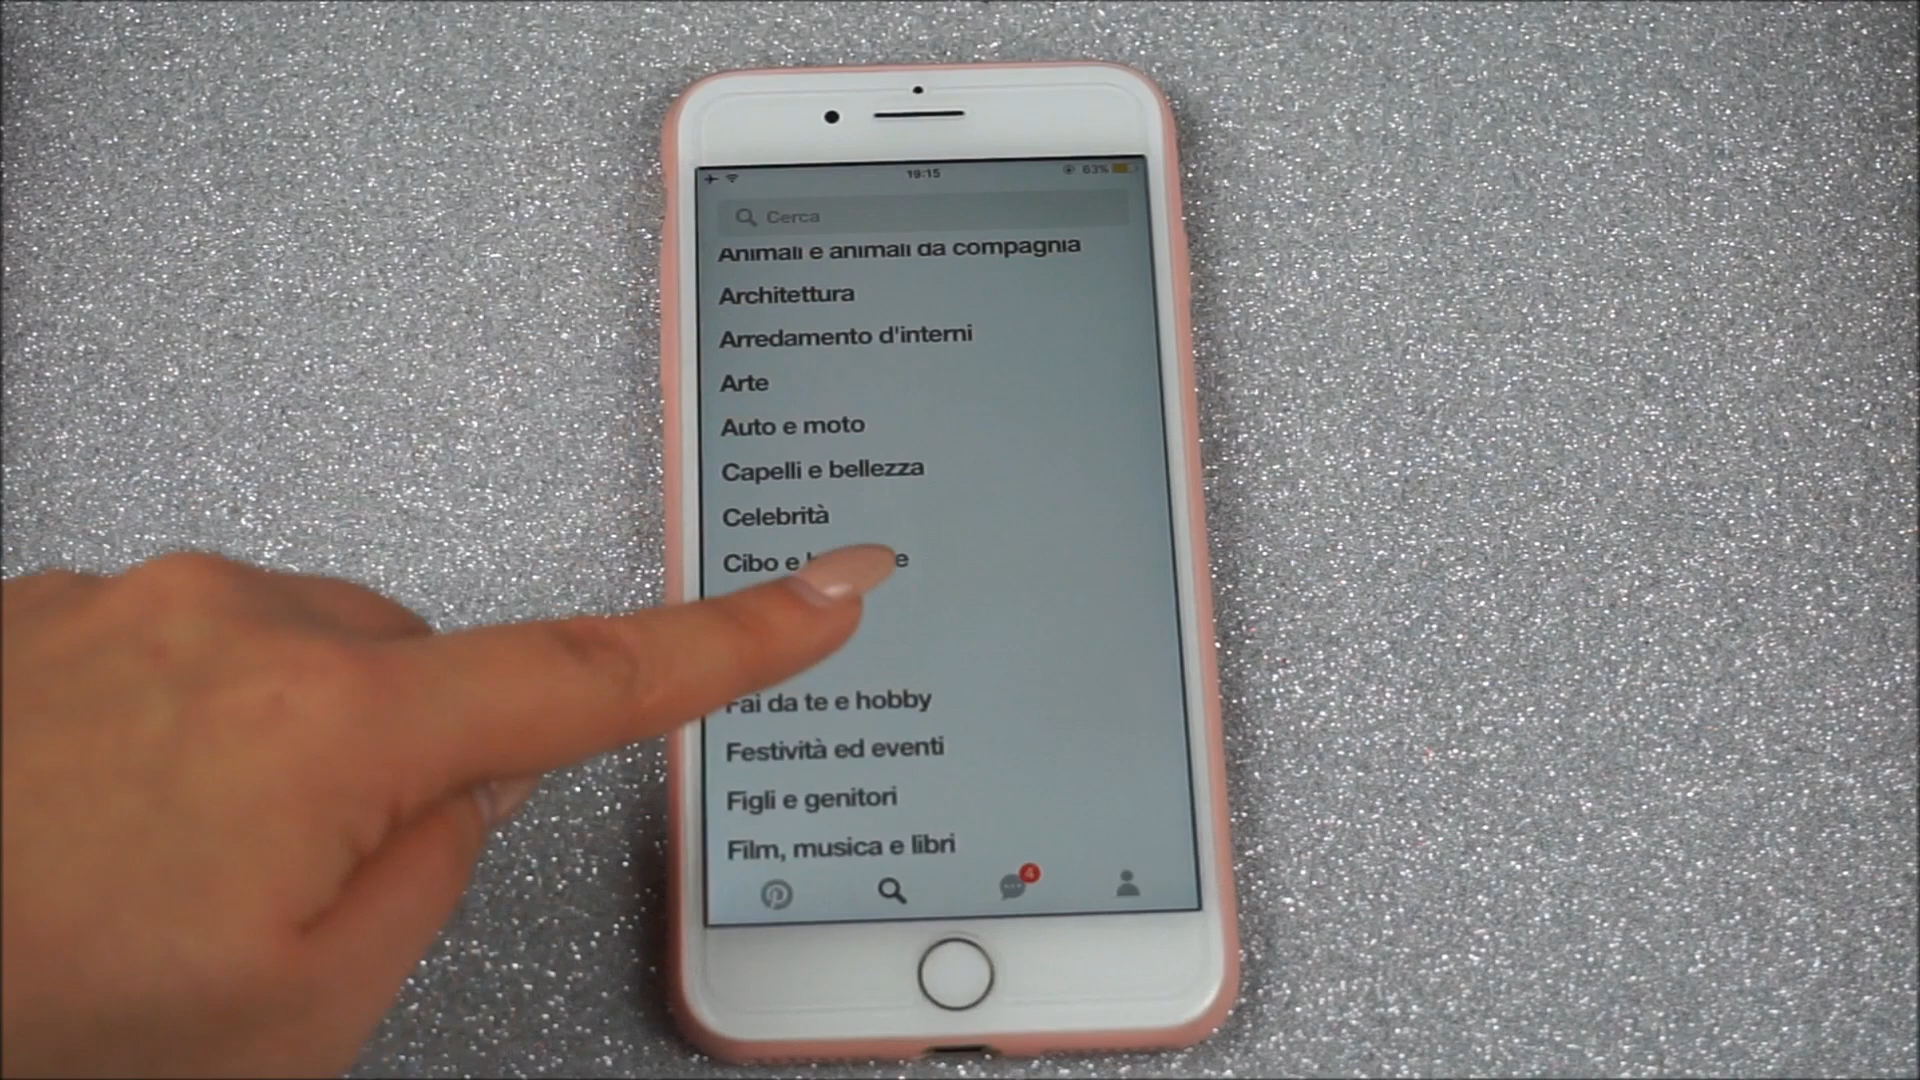 19:15
63%
Cerca
Animali e animali da compagnia
Architettura
Arredamento d'interni
Arte
Auto e moto
Capelli e bellezza
Celebrità
Cibo e
Fai da te e hobby
Festività ed eventi
Figli e genitori
Film, musica e libri
4